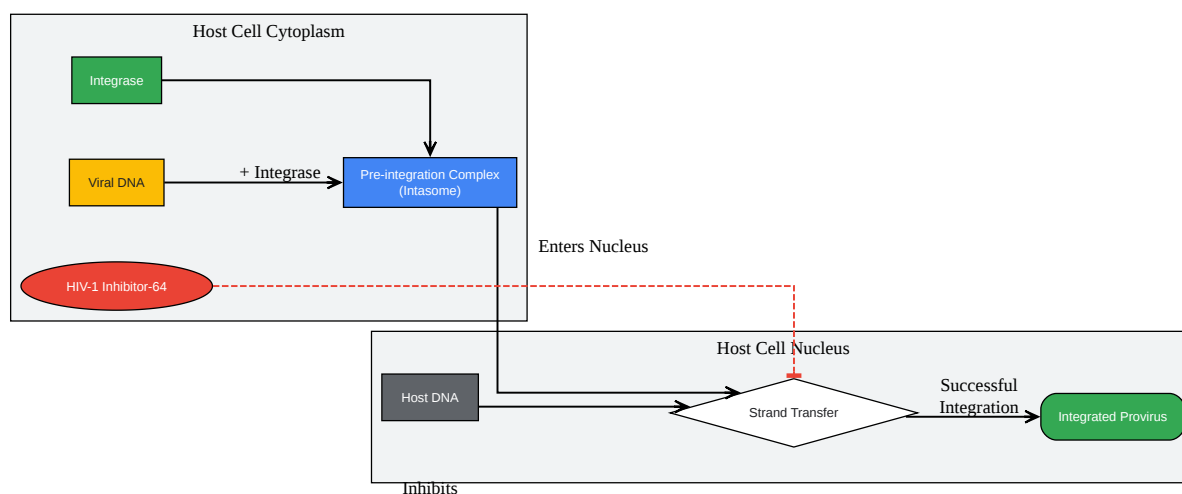 Host Cell Cytoplasm
Integrase
Viral DNA
+ Integrase
Pre-integration Complex
(Intasome)
HIV-1 Inhibitor-64
Enters Nucleus
Host Cell Nucleus
Host DNA
Strand Transfer
Successful
Integration
Integrated Provirus
Inhibits